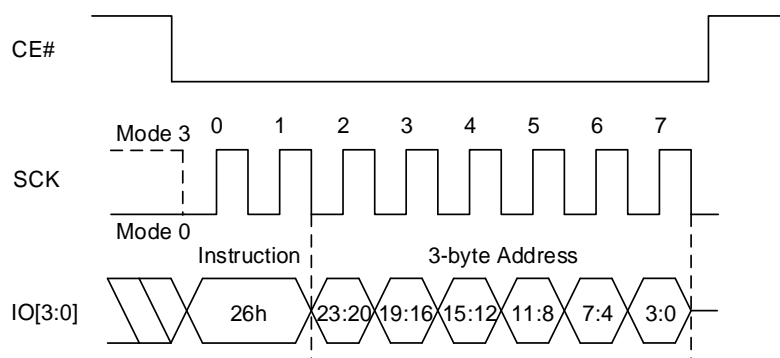 CE#
Mode 3 0 1 2 3 4 5 6 7
SCK
Mode 0
Instruction 3-byte Address
IO[3:0] 26h 23:20 19:16 15:12 11:8 7:4 3:0